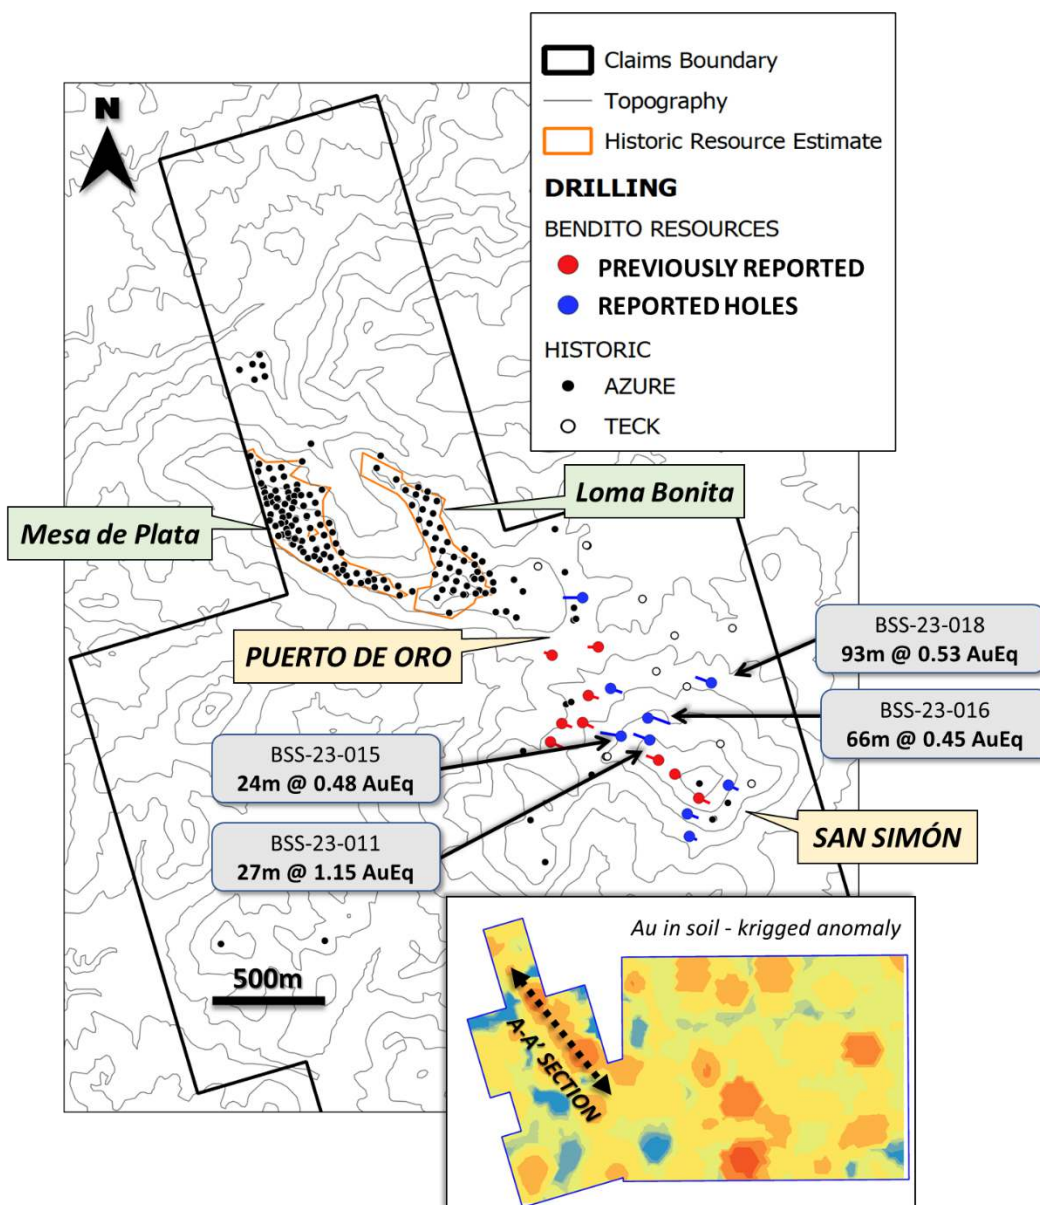 Claims Boundary
Topography
Historic Resource Estimate
DRILLING
BENDITO RESOURCES
PREVIOUSLY REPORTED
REPORTED HOLES
HISTORIC
AZURE
TECK
N
Loma Bonita
Mesa de Plata
PUERTO DE ORO
BSS-23-018
93m @ 0.53 AuEq
BSS-23-016
66m @ 0.45 AuEq
BSS-23-015
24m @ 0.48 AuEq
SAN SIMÓN
BSS-23-011
27m @ 1.15 AuEq
500m
Au in soil - krigged anomaly
A-A' SECTION